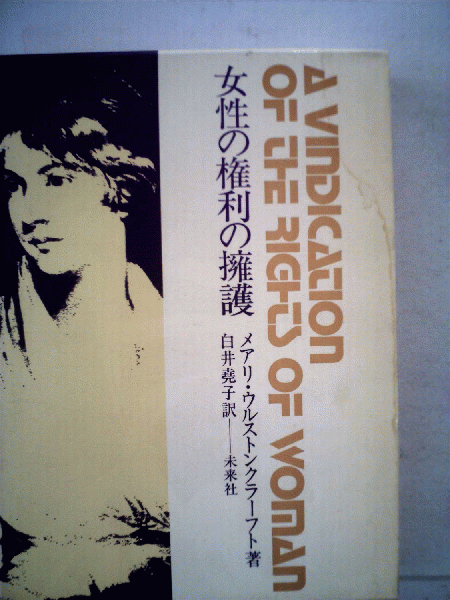 A VINDICATION
OF THE RIGHTS OF WOMAN
女性の権利の擁護
メアリ・ウルストンクラーフト著
白井堯子訳——未来社